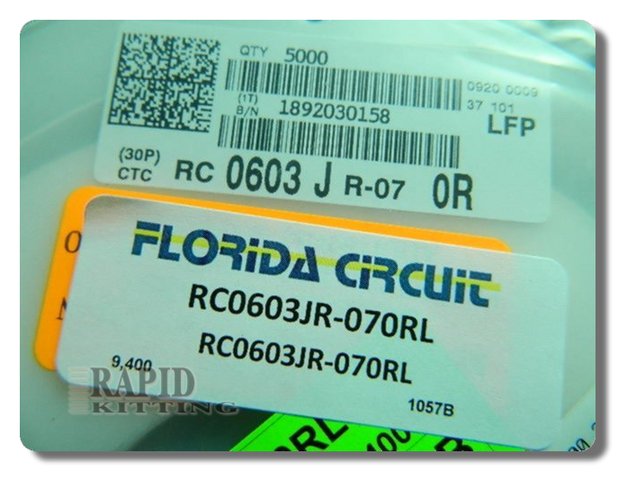 QTY 5000
0920 0009
(1T)
B/N 1892030158
37 101
LFP
(30P)
CTC RC 0603 J R-07 0R
FLORIDA CIRCUIT
RC0603JR-070RL
RC0603JR-070RL
9,400
1057B
RAPID
KITTING